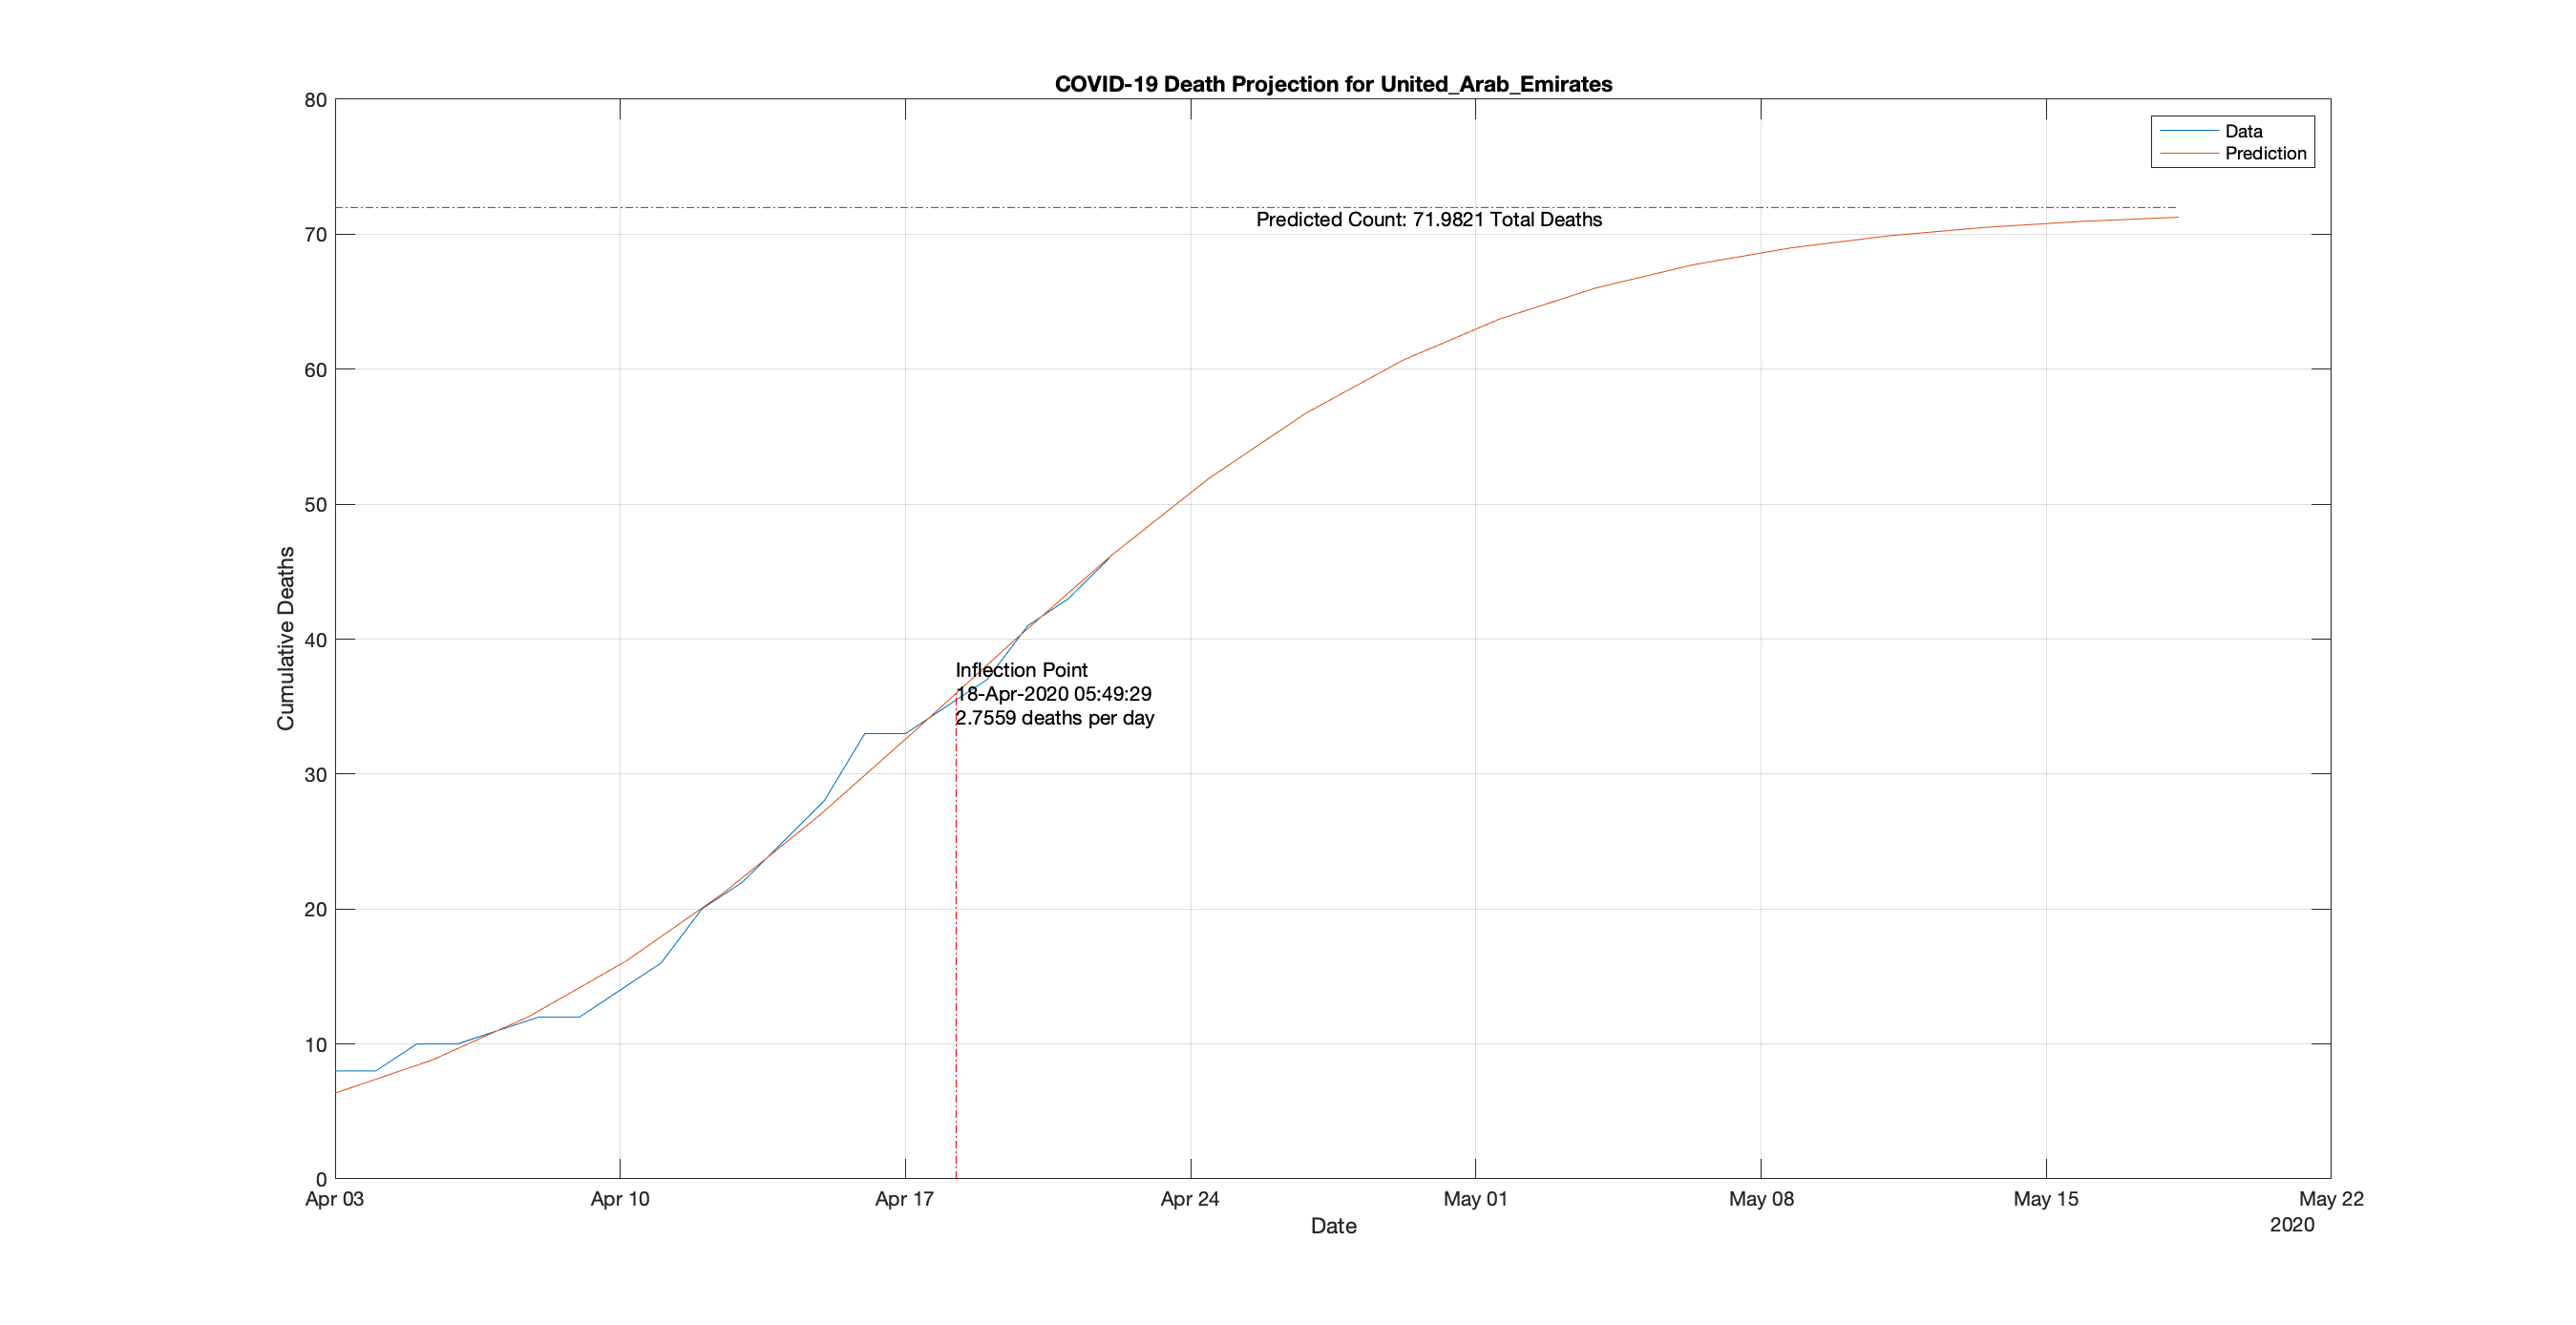 COVID-19 Death Projection for United_Arab_Emirates
80
Data
Prediction
Predicted Count: 71.9821 Total Deaths
70
60
50
40
Cumulative Deaths
Inflection Point
18-Apr-2020 05:49:29
2.7559 deaths per day
30
20
10
0
Apr 03 Apr 10 Apr 17 Apr 24 May 01 May 08 May 15 May 22
Date
2020